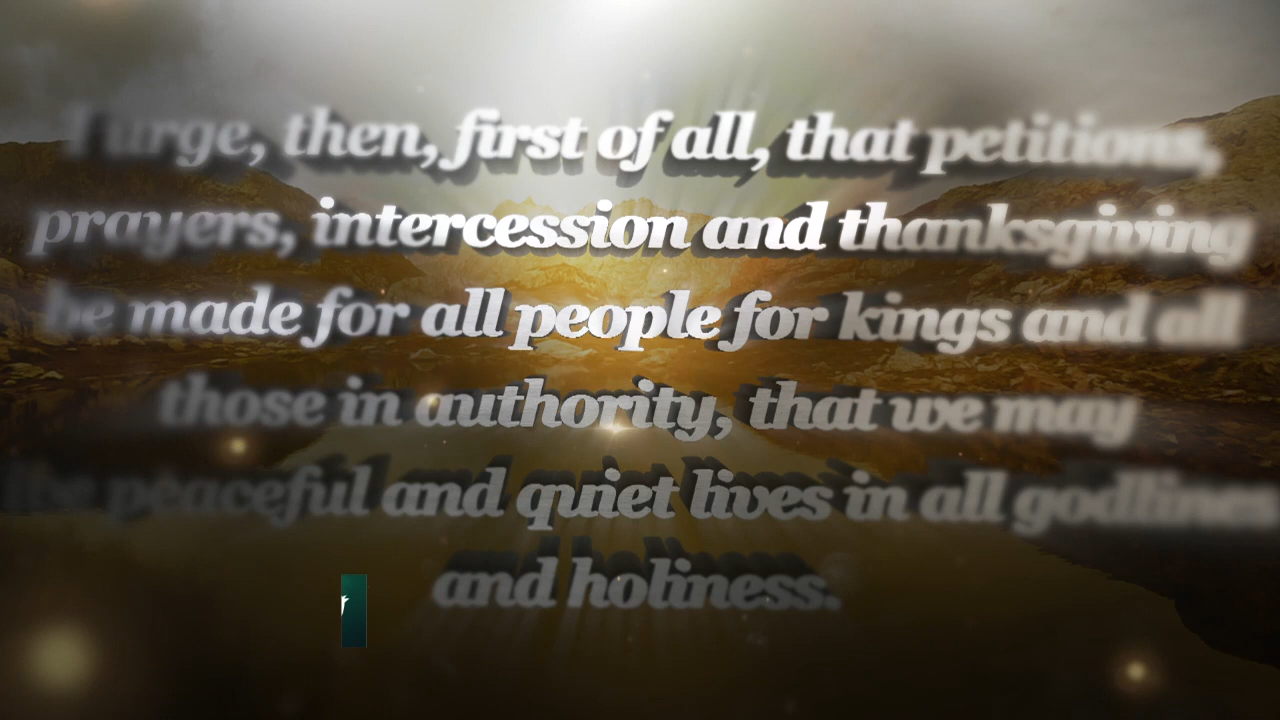 I urge, then, first of all, that petitions,
prayers, intercession and thanksgiving
be made for all people for kings and all
those in authority, that we may
peaceful and quiet lives in all godlines
and holiness.